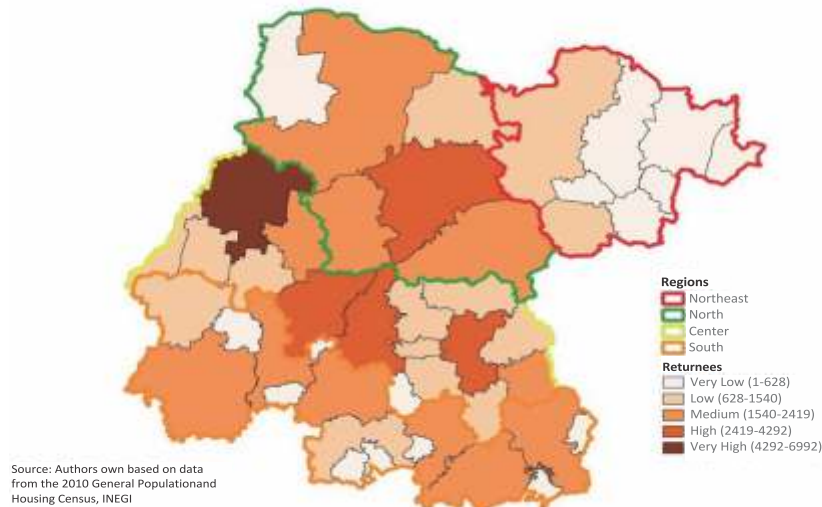 Regions
Northeast
North
Center
South
Returnees
Very Low (1-628)
Low (628-1540)
Medium (1540-2419)
High (2419-4292)
Very High (4292-6992)
Source: Authors own based on data
from the 2010 General Populationand
Housing Census, INEGI